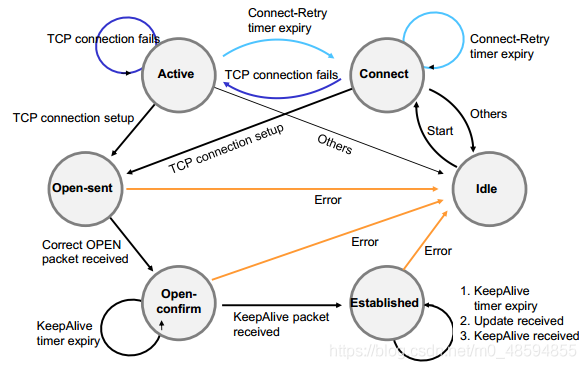 Connect-Retry
timer expiry
TCP connection fails
Connect-Retry
timer expiry
Active
TCP connection fails
Connect
TCP connection setup
TCP connection setup
Others
Start
Others
Open-sent
Error
Idle
Correct OPEN
packet received
Error
Error
Open-
confirm
KeepAlive packet
received
Established
KeepAlive
timer expiry
1. KeepAlive
timer expiry
2. Update received
3. KeepAlive received
https://blog.csdn.net/m0_48594855